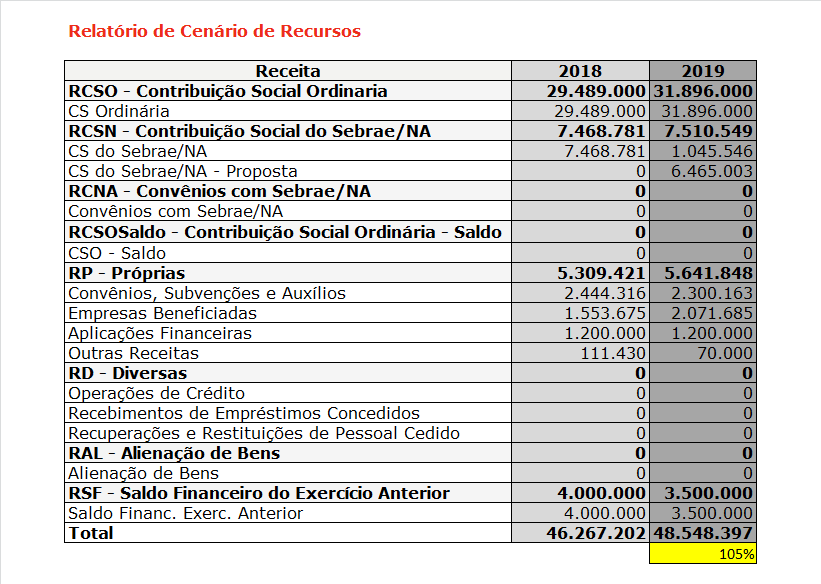 Relatório de Cenário de Recursos
Receita 2018 2019
RCSO - Contribuição Social Ordinaria 29.489.000 31.896.000
CS Ordinária 29.489.000 31.896.000
RCSN - Contribuição Social do Sebrae/NA 7.468.781 7.510.549
CS do Sebrae/NA 7.468.781 1.045.546
CS do Sebrae/NA - Proposta 0 6.465.003
RCNA - Convênios com Sebrae/NA 0 0
Convênios com Sebrae/NA 0 0
RCSOSaldo - Contribuição Social Ordinária - Saldo 0 0
CSO - Saldo 0 0
RP - Próprias 5.309.421 5.641.848
Convênios, Subvenções e Auxílios 2.444.316 2.300.163
Empresas Beneficiadas 1.553.675 2.071.685
Aplicações Financeiras 1.200.000 1.200.000
Outras Receitas 111.430 70.000
RD - Diversas 0 0
Operações de Crédito 0 0
Recebimentos de Empréstimos Concedidos 0 0
Recuperações e Restituições de Pessoal Cedido 0 0
RAL - Alienação de Bens 0 0
Alienação de Bens 0 0
RSF - Saldo Financeiro do Exercício Anterior 4.000.000 3.500.000
Saldo Financ. Exerc. Anterior 4.000.000 3.500.000
Total 46.267.202 48.548.397
105%